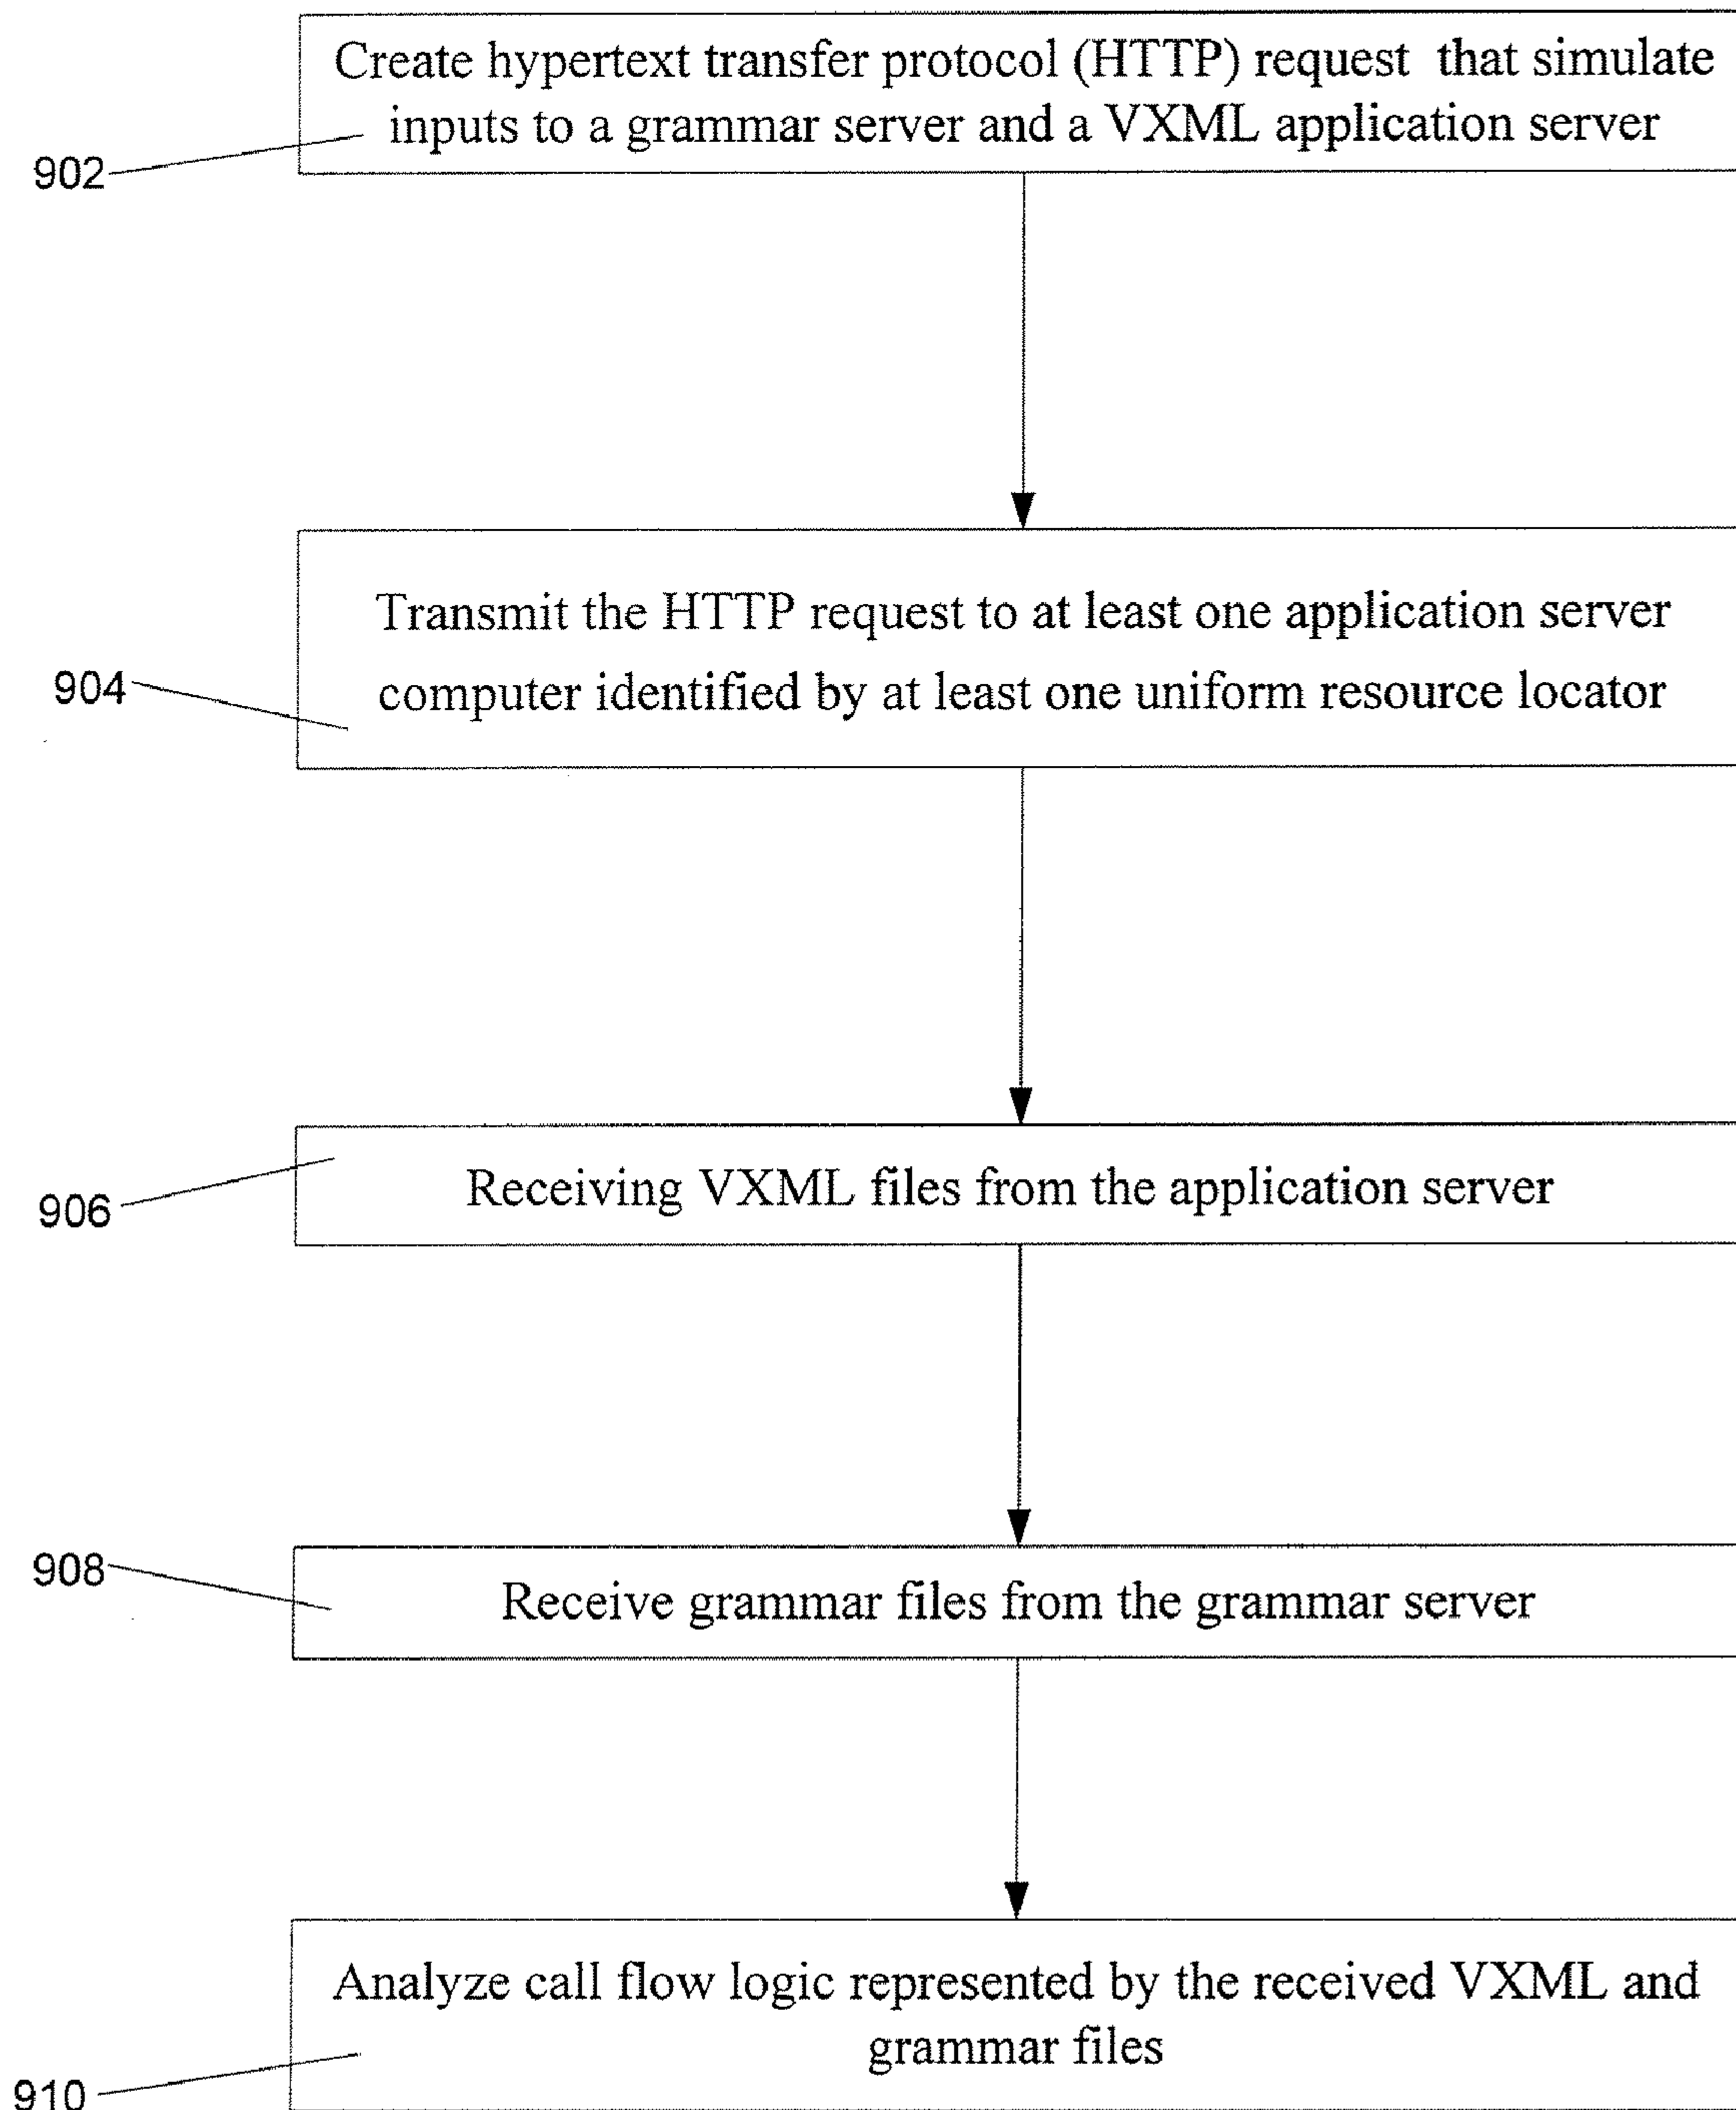 Create hypertext transfer protocol (HTTP) request that simulate
inputs to a grammar server and a VXML application server
902
Transmit the HTTP request to at least one application server
computer identified by at least one uniform resource locator
904
Receiving VXML files from the application server
906
908
Receive grammar files from the grammar server
Analyze call flow logic represented by the received VXML and
grammar files
910